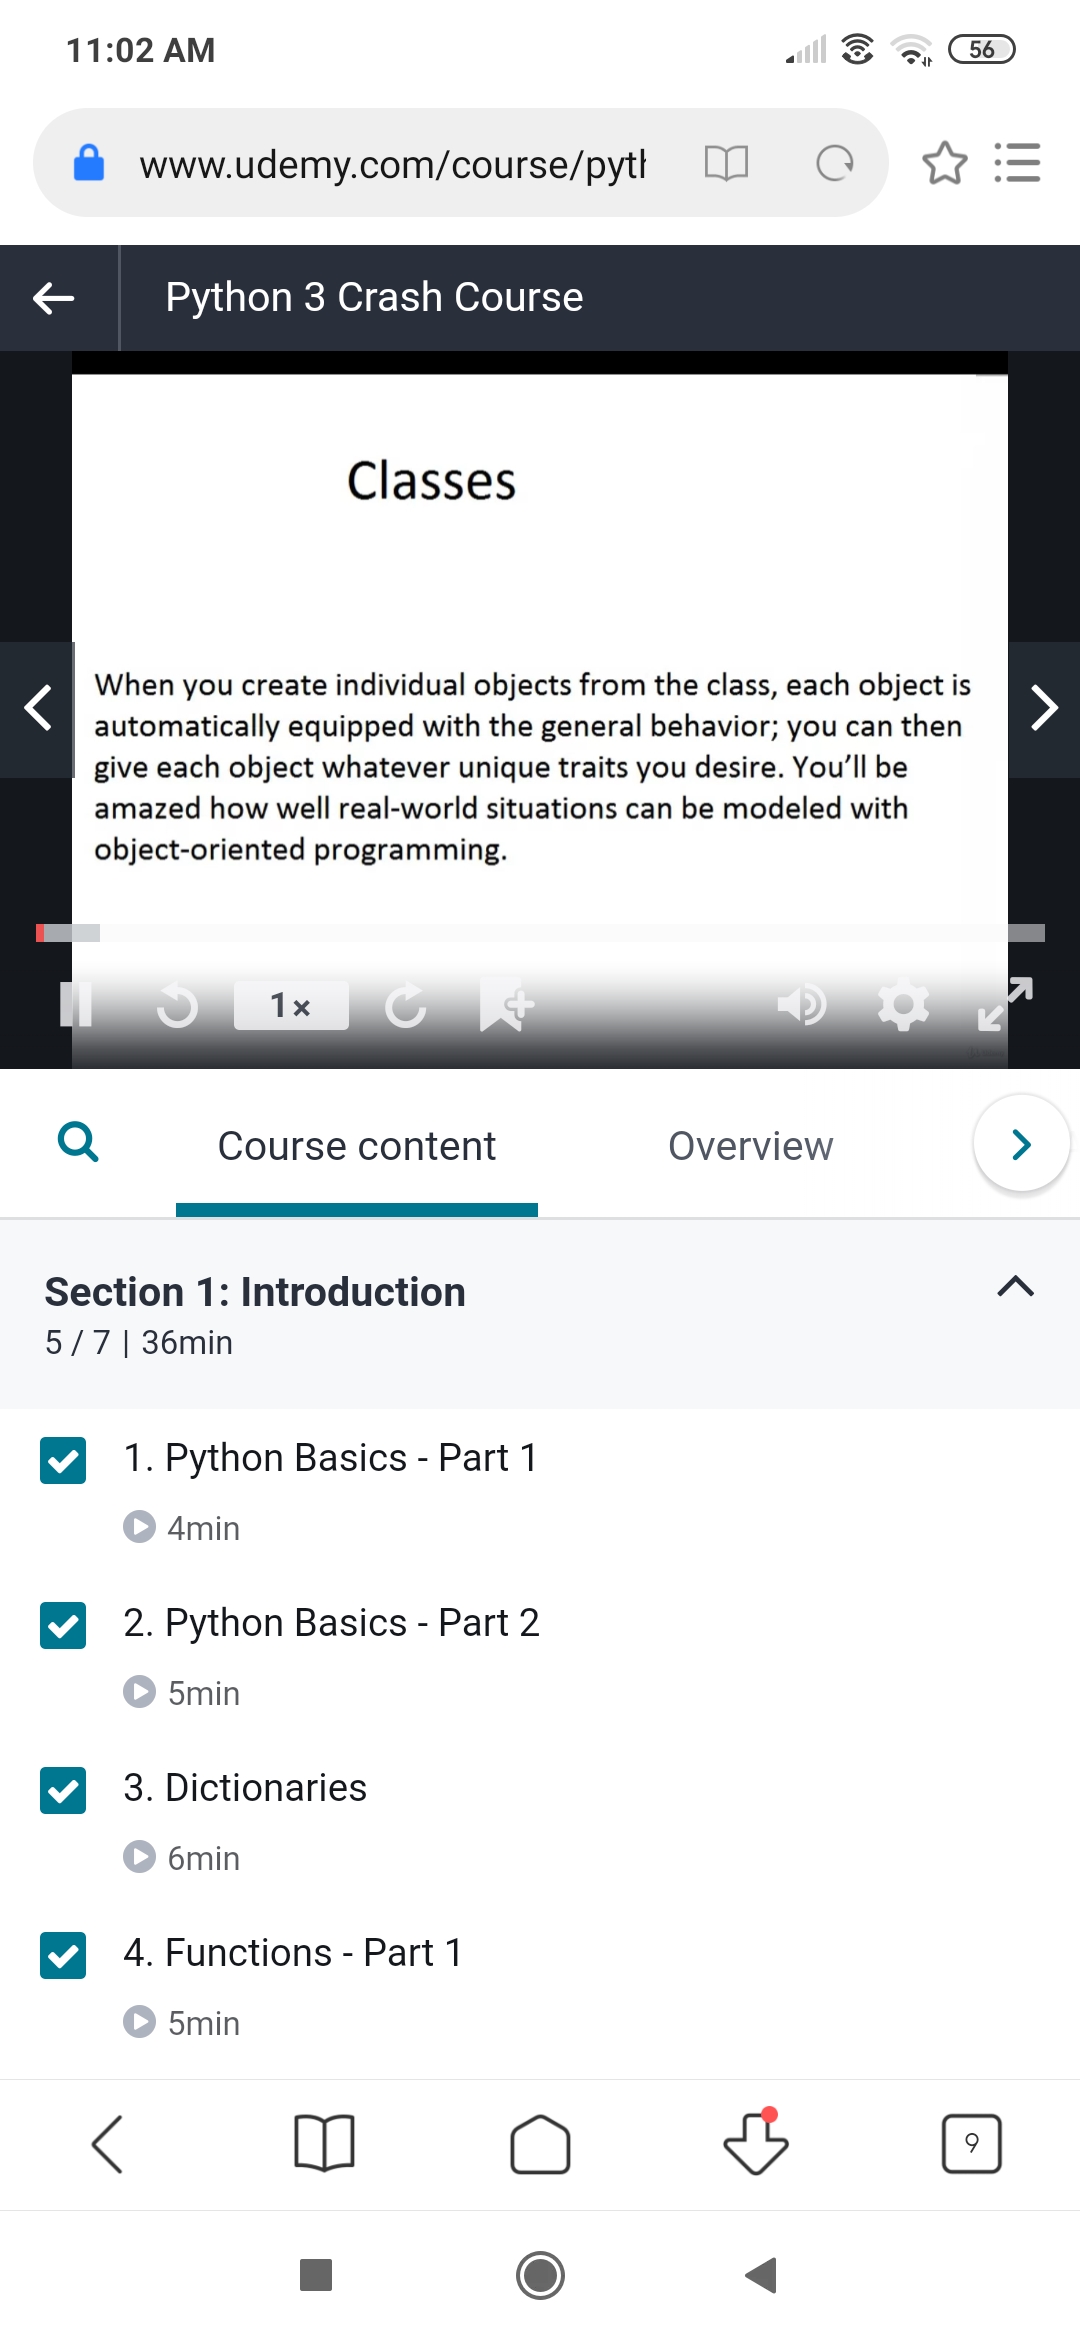 11:02 AM
56
www.udemy.com/course/pyth
Python 3 Crash Course
Classes
When you create individual objects from the class, each object is
automatically equipped with the general behavior; you can then
give each object whatever unique traits you desire. You'll be
amazed how well real-world situations can be modeled with
object-oriented programming.
1×
Course content
Overview
Section 1: Introduction
5 / 7 | 36min
1. Python Basics - Part 1
4min
2. Python Basics - Part 2
5min
3. Dictionaries
6min
4. Functions - Part 1
5min
9